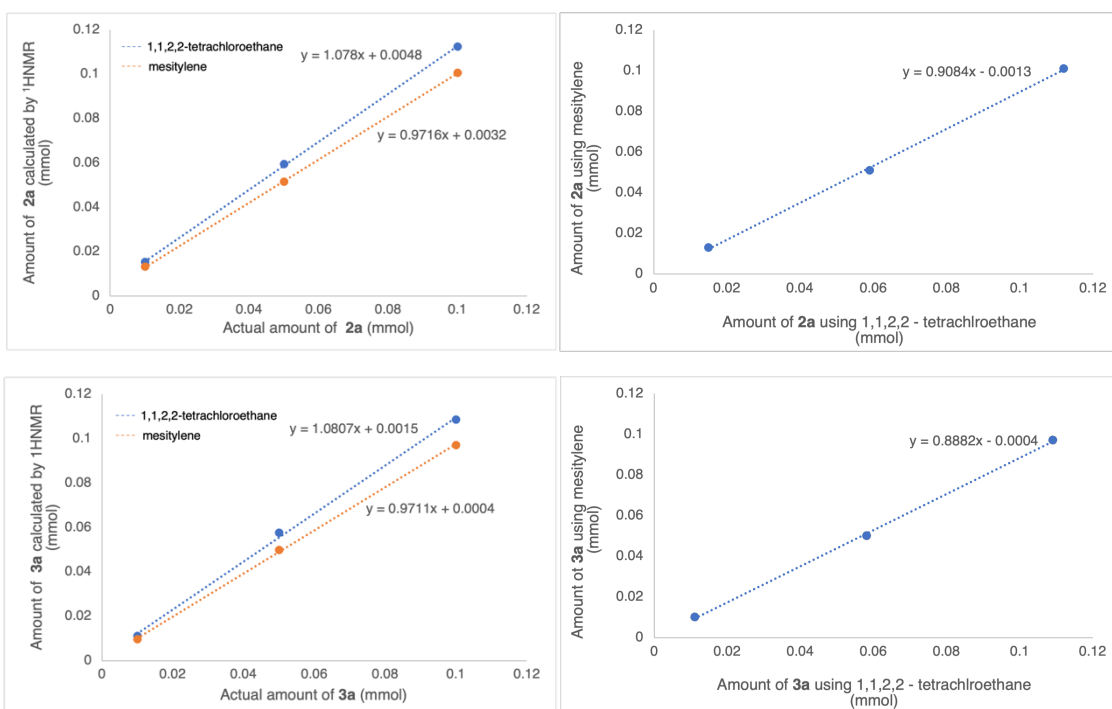 0.12
0.1
0.08
0.06
0.04
0.02
0
0
0.02
0.04
0.06
0.08
0.1
0.12
Amount of 2a calculated by ¹HNMR
(mmol)
1,1,2,2-tetrachloroethane
mesitylene
y = 1.078x + 0.0048
y = 0.9716x + 0.0032
Actual amount of 2a (mmol)
0.12
0.1
0.08
0.06
0.04
0.02
0
0
0.02
0.04
0.06
0.08
0.1
0.12
Amount of 2a using mesitylene
(mmol)
y = 0.9084x - 0.0013
Amount of 2a using 1,1,2,2 - tetrachlroethane
(mmol)
0.12
0.1
0.08
0.06
0.04
0.02
0
0
0.02
0.04
0.06
0.08
0.1
0.12
Amount of 3a calculated by 1HNMR
(mmol)
1,1,2,2-tetrachloroethane
mesitylene
y = 1.0807x + 0.0015
y = 0.9711x + 0.0004
Actual amount of 3a (mmol)
0.12
0.1
0.08
0.06
0.04
0.02
0
0
0.02
0.04
0.06
0.08
0.1
0.12
Amount of 3a using mesitylene
(mmol)
y = 0.8882x - 0.0004
Amount of 3a using 1,1,2,2 - tetrachlroethane
(mmol)